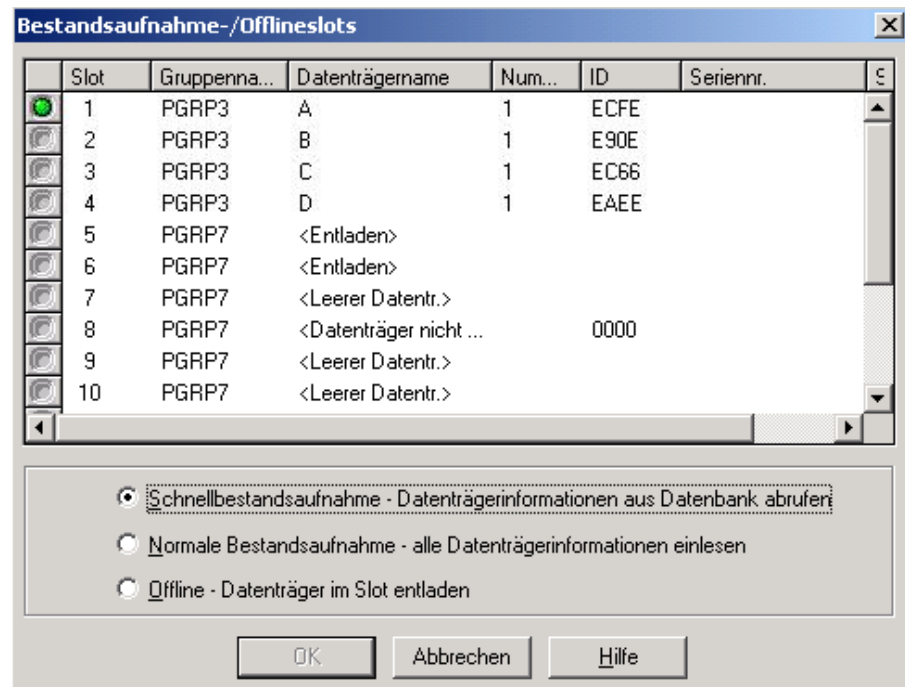 Bestandsaufnahme-/Offlineslots
Slot Gruppenna... Datenträgername Num... ID Seriennr. S
1 PGRP3 A 1 ECFE
2 PGRP3 B 1 E90E
3 PGRP3 C 1 EC66
4 PGRP3 D 1 EAEE
5 PGRP7 <Entladen>
6 PGRP7 <Entladen>
7 PGRP7 <Leerer Datentr.>
8 PGRP7 <Datenträger nicht ... 0000
9 PGRP7 <Leerer Datentr.>
10 PGRP7 <Leerer Datentr.>
Schnellbestandsaufnahme - Datenträgerinformationen aus Datenbank abrufen
Normale Bestandsaufnahme - alle Datenträgerinformationen einlesen
Offline - Datenträger im Slot entladen
OK Abbrechen Hilfe